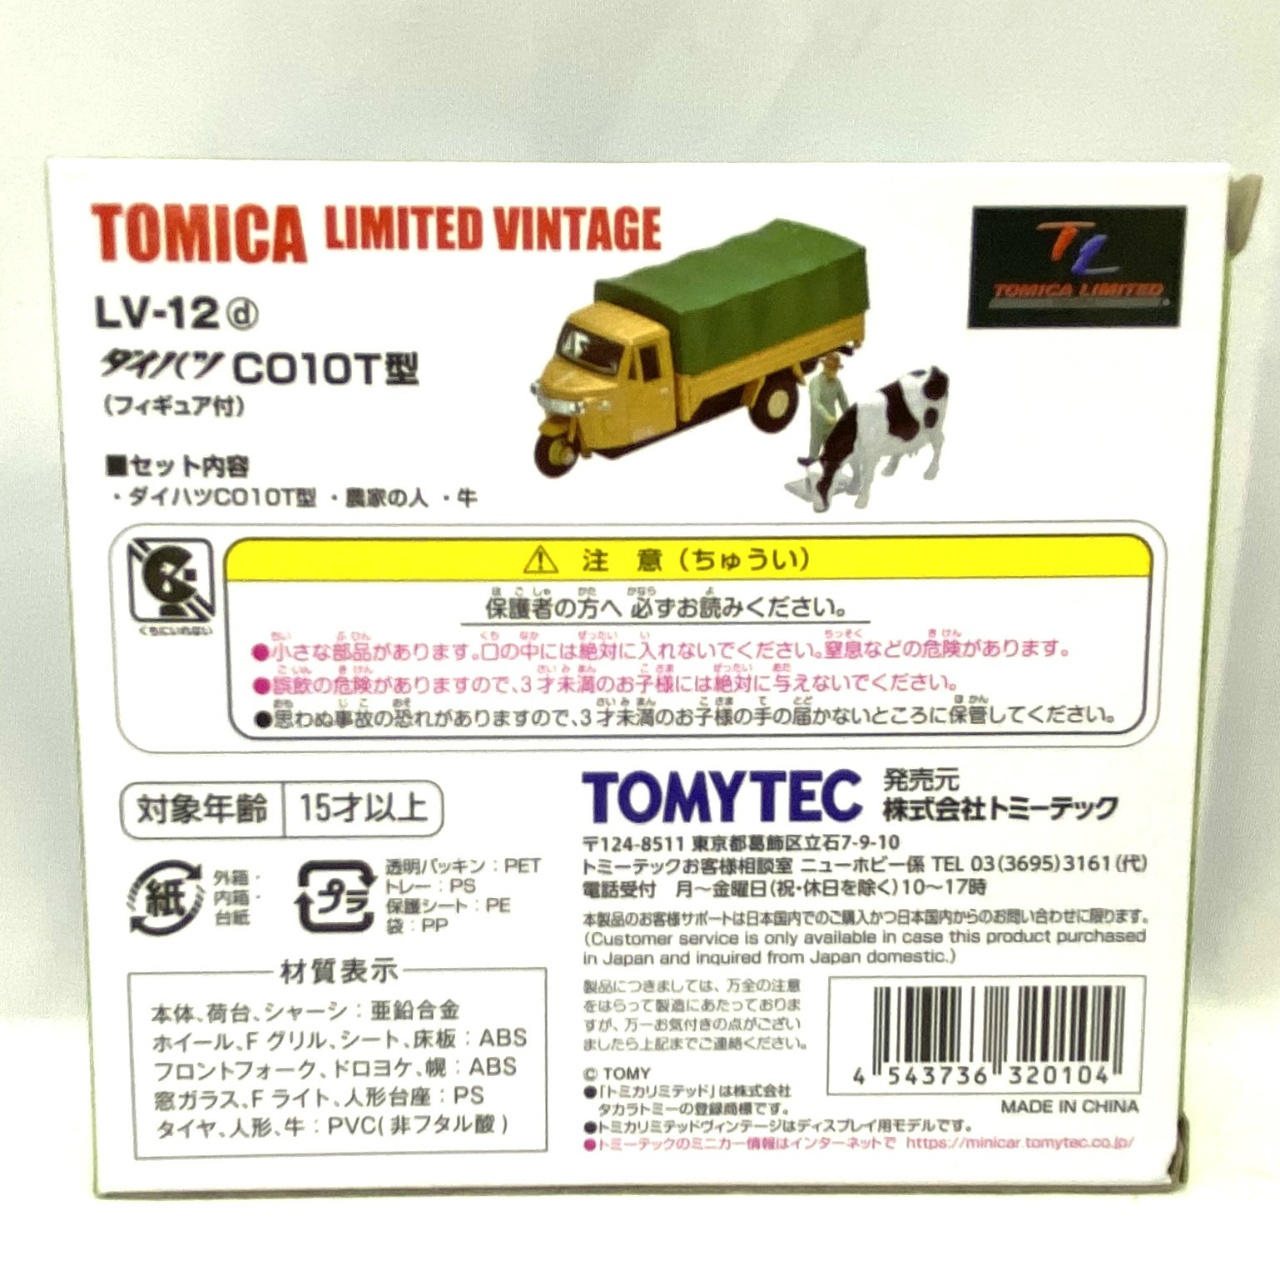 TOMICA LIMITED VINTAGE
LV-12 ⓓ
ダイハツ CO10T型
(フィギュア付)
■セット内容
・ダイハツCO10T型 ・農家の人 ・牛
TL
TOMICA LIMITED
くちにいれない
⚠ 注 意(ちゅうい)
保護者の方へ 必ずお読みください。
●小さな部品があります。口の中には絶対に入れないでください。窒息などの危険があります。
●誤飲の危険がありますので、3才未満のお子様には絶対に与えないでください。
●思わぬ事故の恐れがありますので、3才未満のお子様の手の届かないところに保管してください。
対象年齢 15才以上
紙
外箱・
内箱・
台紙
プラ
透明パッキン:PET
トレー:PS
保護シート:PE
袋:PP
材質表示
本体、荷台、シャーシ:亜鉛合金
ホイール、Fグリル、シート、床板:ABS
フロントフォーク、ドロヨケ、幌:ABS
窓ガラス、Fライト、人形台座:PS
タイヤ、人形、牛:PVC(非フタル酸)
TOMYTEC 発売元
株式会社トミーテック
〒124-8511 東京都葛飾区立石7-9-10
トミーテックお客様相談室 ニューホビー係 TEL 03(3695)3161(代)
電話受付 月〜金曜日(祝・休日を除く)10〜17時
本製品のお客様サポートは日本国内でのご購入かつ日本国内からのお問い合わせに限ります。
(Customer service is only available in case this product purchased
in Japan and inquired from Japan domestic.)
製品につきましては、万全の注意
をはらって製造にあたっておりま
すが、万一お気付きの点がござい
ましたら上記までご連絡ください。
© TOMY
●「トミカリミテッド」は株式会社
タカラトミーの登録商標です。
●トミカリミテッドヴィンテージはディスプレイ用モデルです。
●トミーテックのミニカー情報はインターネットで https://minicar.tomytec.co.jp/
4 543736 320104
MADE IN CHINA